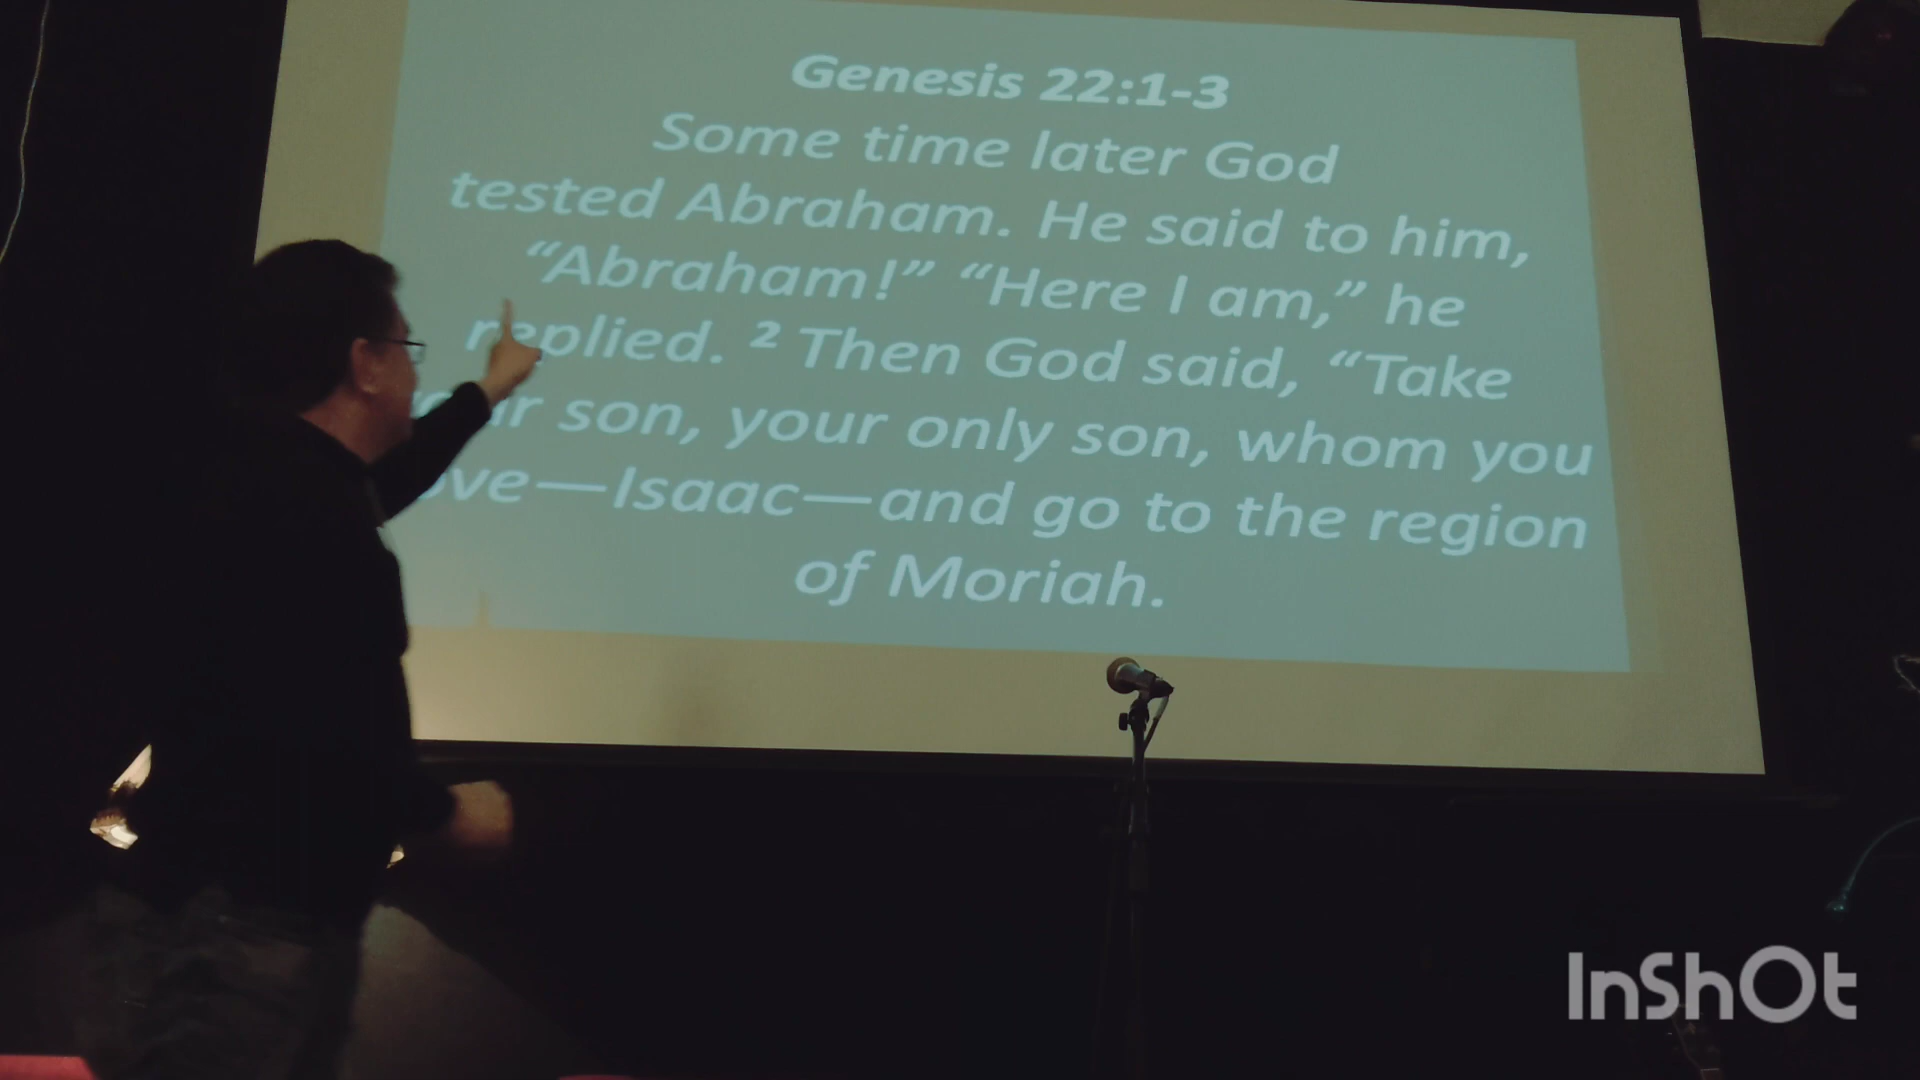 Genesis 22:1-3
Some time later God
tested Abraham. He said to him,
“Abraham!” “Here I am,” he
replied. ² Then God said, “Take
your son, your only son, whom you
love—Isaac—and go to the region
of Moriah.
InShOt